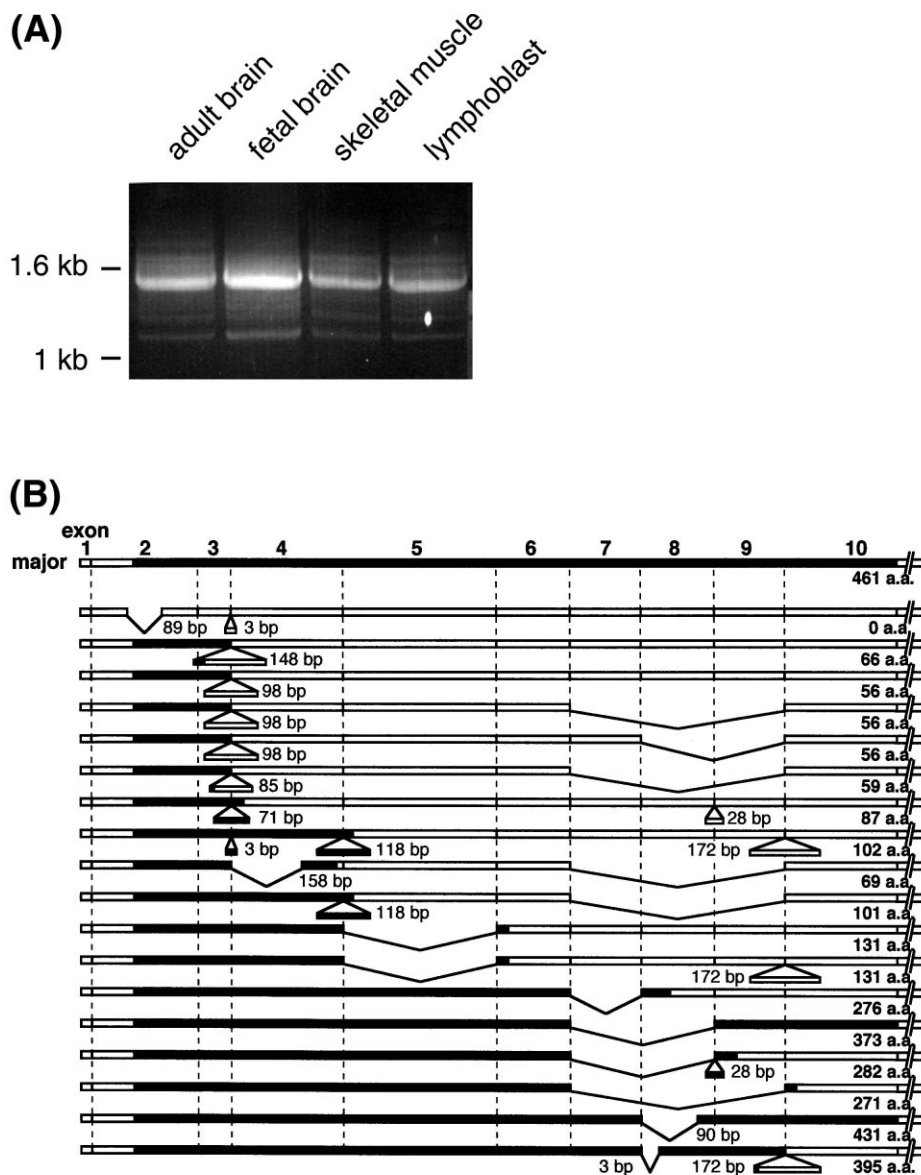 (A)
adult brain
fetal brain
skeletal muscle
lymphoblast
1.6 kb
1 kb
(B)
exon
1 2 3 4 5 6 7 8 9 10
major
461 a.a.
89 bp 3 bp 0 a.a.
148 bp 66 a.a.
98 bp 56 a.a.
98 bp 56 a.a.
98 bp 56 a.a.
85 bp 59 a.a.
71 bp 28 bp 87 a.a.
3 bp 118 bp 172 bp 102 a.a.
158 bp 69 a.a.
118 bp 101 a.a.
131 a.a.
172 bp 131 a.a.
276 a.a.
373 a.a.
28 bp 282 a.a.
271 a.a.
90 bp 431 a.a.
3 bp 172 bp 395 a.a.